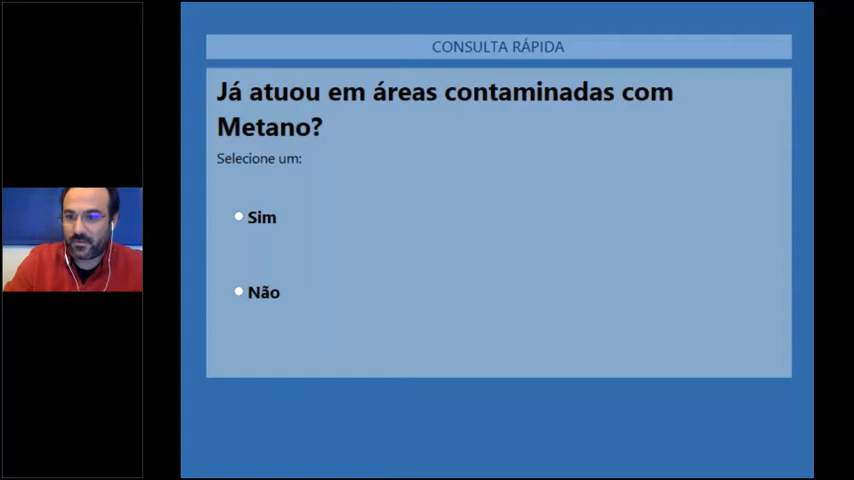 CONSULTA RÁPIDA
Já atuou em áreas contaminadas com
Metano?
Selecione um:
Sim
Não